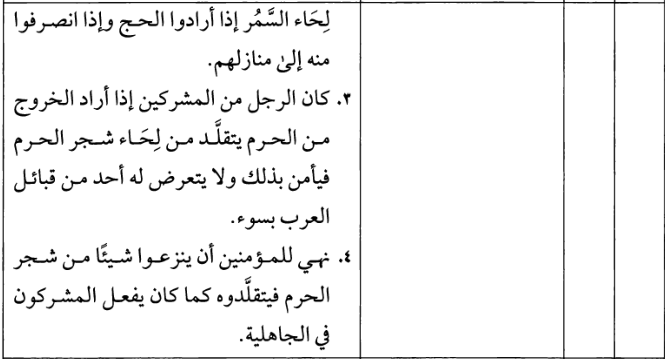 لِحَاء السَّمُر إذا أرادوا الحج وإذا انصرفوا
منه إلىٰ منازلهم.
٣. كان الرجل من المشركين إذا أراد الخروج
من الحرم يتقلَّد من لِحَاء شجر الحرم
فيأمن بذلك ولا يتعرض له أحد من قبائل
العرب بسوء.
٤. نهي للمؤمنين أن ينزعوا شيئًا من شجر
الحرم فيتقلَّدوه كما كان يفعل المشركون
في الجاهلية.